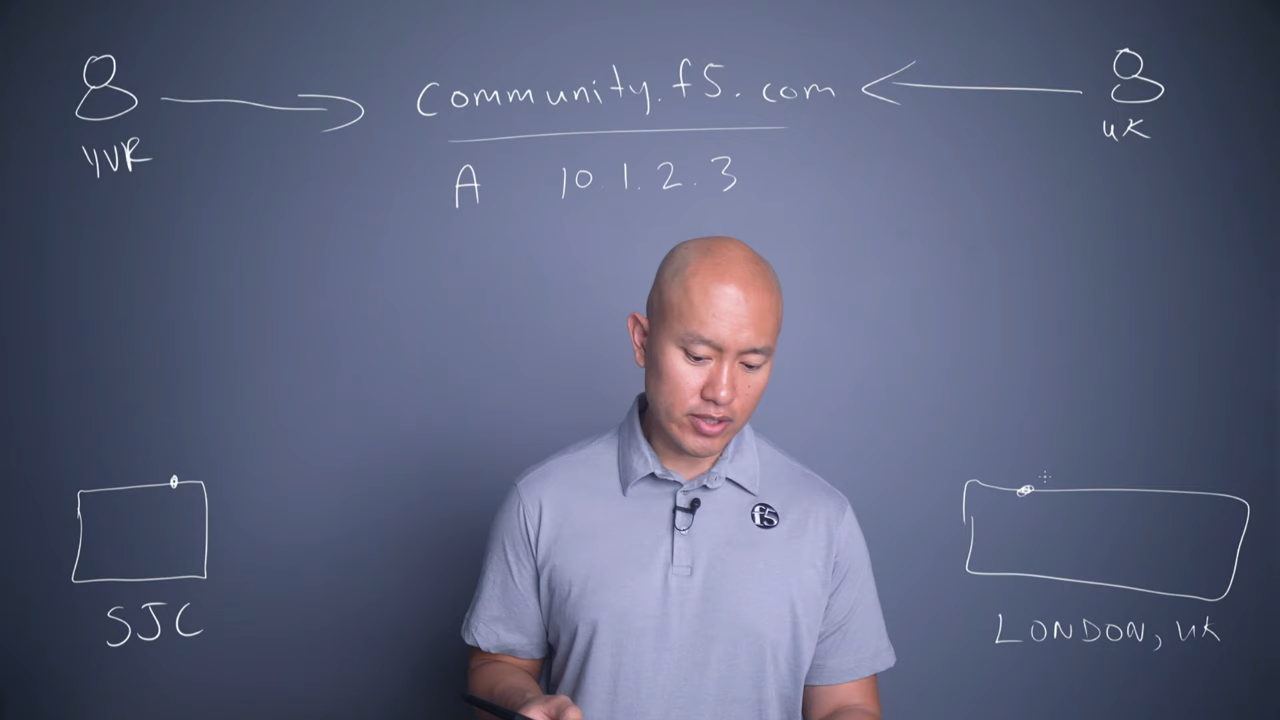 community.f5.com
YVR
UK
A 10.1.2.3
f5
SJC
LONDON, UK